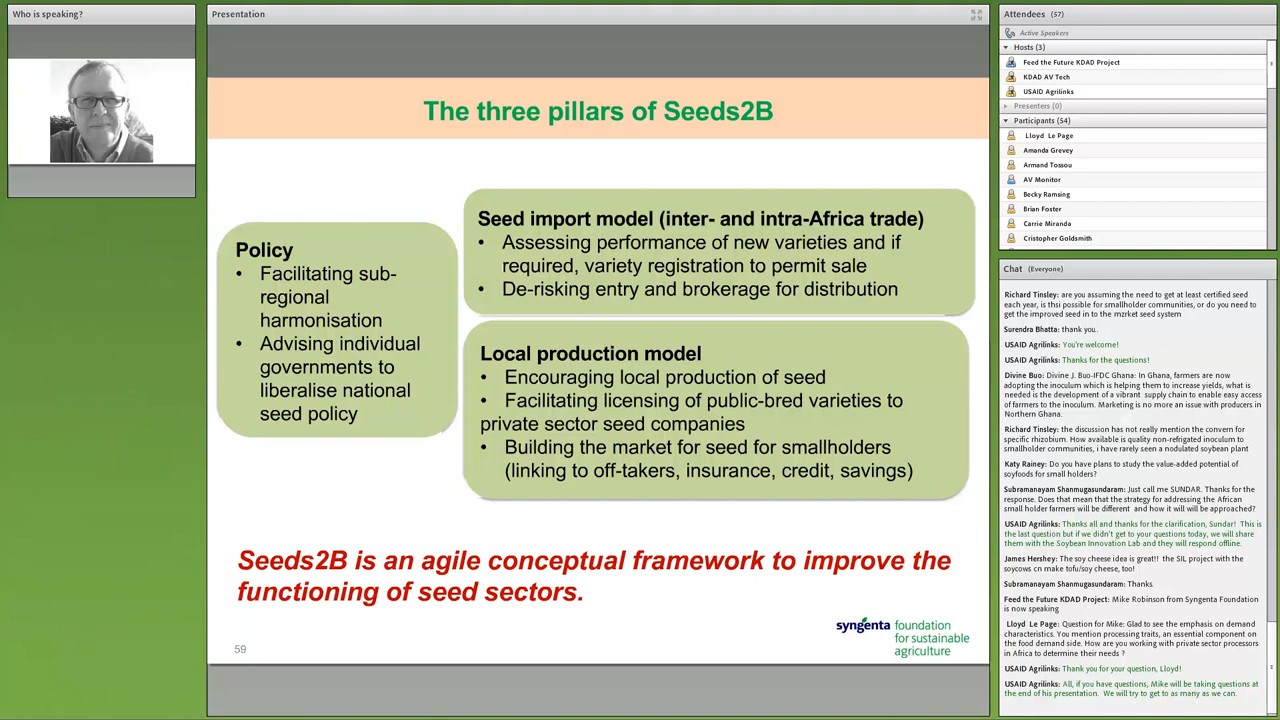 Who is speaking?
Presentation
The three pillars of Seeds2B
Policy
• Facilitating sub-
regional
harmonisation
• Advising individual
governments to
liberalise national
seed policy
Seed import model (inter- and intra-Africa trade)
• Assessing performance of new varieties and if
required, variety registration to permit sale
• De-risking entry and brokerage for distribution
Local production model
• Encouraging local production of seed
• Facilitating licensing of public-bred varieties to
private sector seed companies
• Building the market for seed for smallholders
(linking to off-takers, insurance, credit, savings)
Seeds2B is an agile conceptual framework to improve the
functioning of seed sectors.
syngenta foundation
for sustainable
agriculture
59
Attendees (57)
Active Speakers
Hosts (3)
Feed the Future KDAD Project
KDAD AV Tech
USAID Agrilinks
Presenters (0)
Participants (54)
Lloyd Le Page
Amanda Grevey
Armand Tossou
AV Monitor
Becky Ramsing
Brian Foster
Carrie Miranda
Cristopher Goldsmith
Chat (Everyone)
Richard Tinsley: are you assuming the need to get at least certified seed
each year, is thsi possible for smallholder communities, or do you need to
get the improved seed in to the mzrket seed system
Surendra Bhatta: thank you..
USAID Agrilinks: You're welcome!
USAID Agrilinks: Thanks for the questions!
Divine Buo: Divine J. Buo-IFDC Ghana: In Ghana, farmers are now
adopting the inoculum which is helping them to increase yields, what is
needed is the development of a vibrant supply chain to enable easy access
of farmers to the inoculum. Marketing is no more an issue with producers in
Northern Ghana.
Richard Tinsley: the discussion has not really mention the convern for
specific rhizobium. How available is quality non-refrigated inoculum to
smallholder communities, i have rarely seen a nodulated soybean plant
Katy Rainey: Do you have plans to study the value-added potential of
soyfoods for small holders?
Subramanayam Shanmugasundaram: Just call me SUNDAR. Thanks for the
response. Does that mean that the strategy for addressing the African
small holder farmers will be different and how it will will be approached?
USAID Agrilinks: Thanks all and thanks for the clarification, Sundar! This is
the last question but if we didn't get to your questions today, we will share
them with the Soybean Innovation Lab and they will respond offline.
James Hershey: The soy cheese idea is great!! the SIL project with the
soycows cn make tofu/soy cheese, too!
Subramanayam Shanmugasundaram: Thanks.
Feed the Future KDAD Project: Mike Robinson from Syngenta Foundation
is now speaking
Lloyd Le Page: Question for Mike: Glad to see the emphasis on demand
characteristics. You mention processing traits, an essential component on
the food demand side. How are you working with private sector processors
in Africa to determine their needs ?
USAID Agrilinks: Thank you for your question, Lloyd!
USAID Agrilinks: All, if you have questions, Mike will be taking questions at
the end of his presentation. We will try to get to as many as we can.